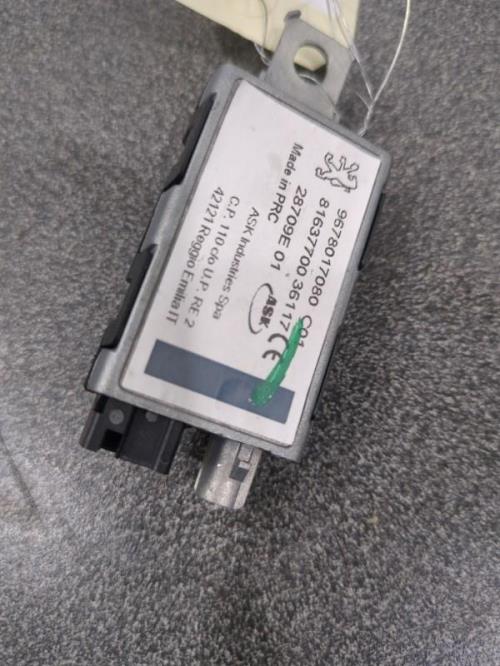 9678017080 C01
81637700 36117
28709E 01 ASK CE
Made in PRC
ASK Industries Spa
C.P. 110 c/o U.P. RE 2
42121 Reggio Emilia IT